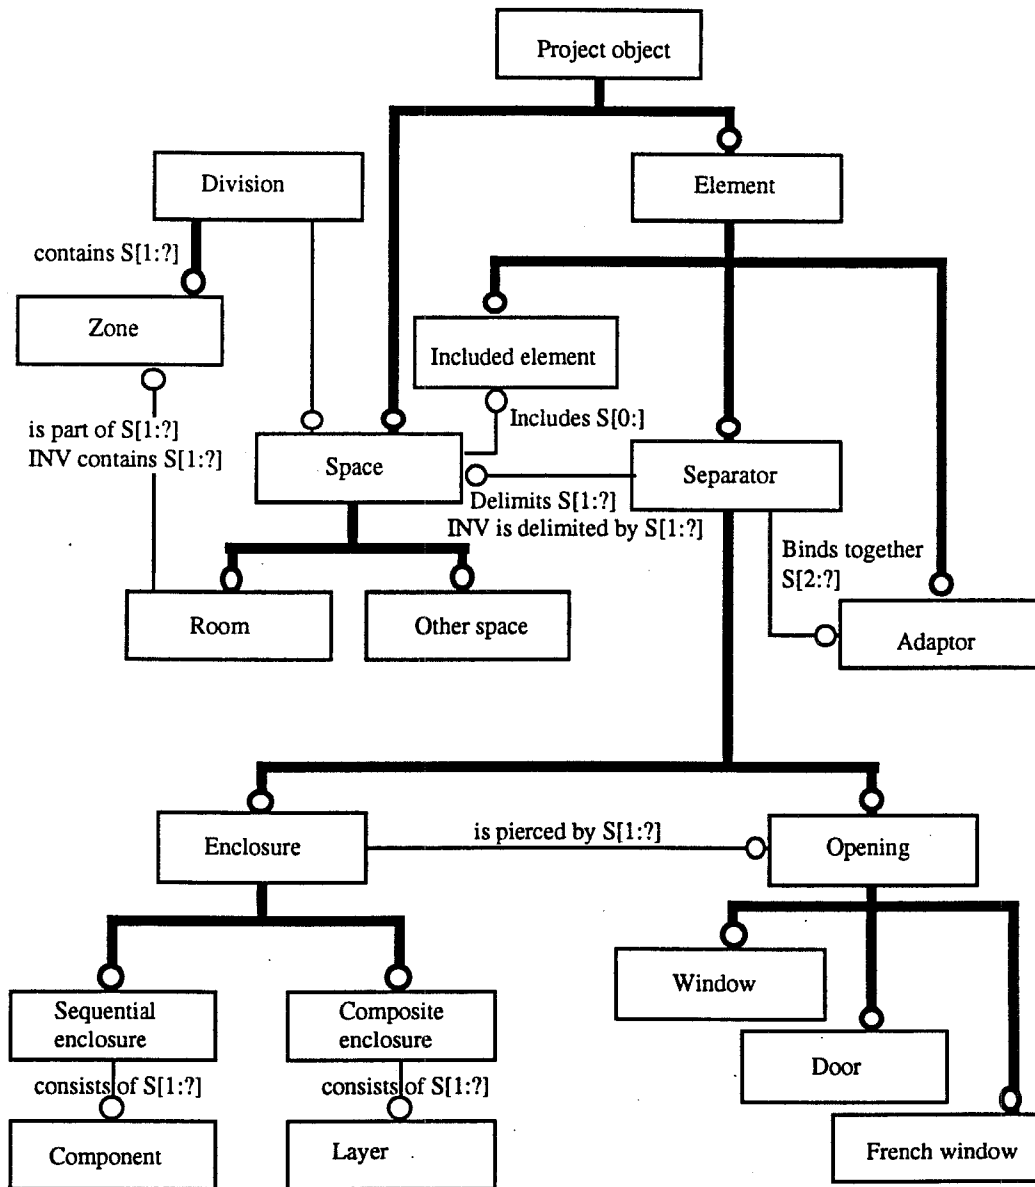 Project object
Division
Element
contains S[1:?]
Zone
Included element
is part of S[1:?]
INV contains S[1:?]
Includes S[0:]
Space
Separator
Delimits S[1:?]
INV is delimited by S[1:?]
Binds together
S[2:?]
Room
Other space
Adaptor
Enclosure
is pierced by S[1:?]
Opening
Window
Sequential
enclosure
Composite
enclosure
Door
consists of S[1:?]
consists of S[1:?]
Component
Layer
French window